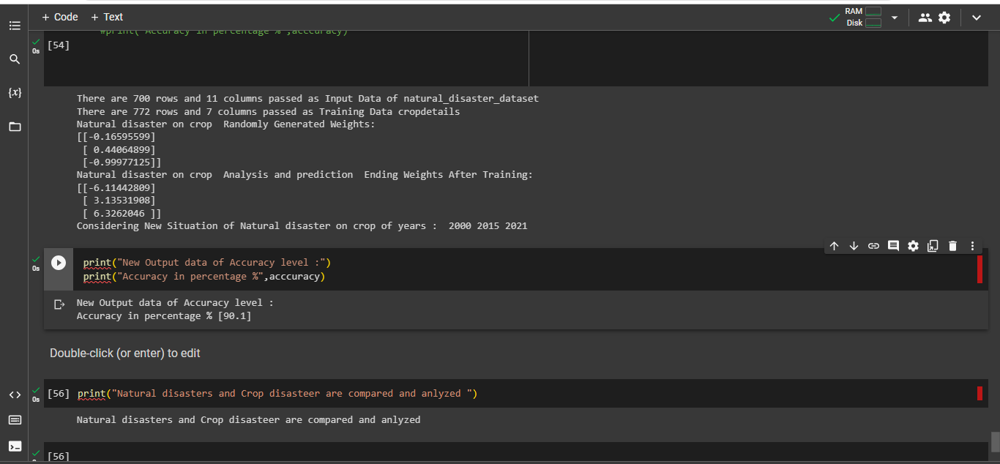 + Code + Text
RAM
Disk
#print("Accuracy in percentage %",acccuracy)
0s
[54]
{x}
There are 700 rows and 11 columns passed as Input Data of natural_disaster_dataset
There are 772 rows and 7 columns passed as Training Data cropdetails
Natural disaster on crop  Randomly Generated Weights:
[[-0.16595599]
 [ 0.44064899]
 [-0.99977125]]
Natural disaster on crop  Analysis and prediction  Ending Weights After Training:
[[-6.11442809]
 [ 3.13531908]
 [ 6.3262046 ]]
Considering New Situation of Natural disaster on crop of years :  2000 2015 2021
0s
print("New Output data of Accuracy level :")
print("Accuracy in percentage %",acccuracy)
New Output data of Accuracy level :
Accuracy in percentage % [90.1]
Double-click (or enter) to edit
0s
[56] print("Natural disasters and Crop disasteer are compared and anlyzed ")
Natural disasters and Crop disasteer are compared and anlyzed
[56]